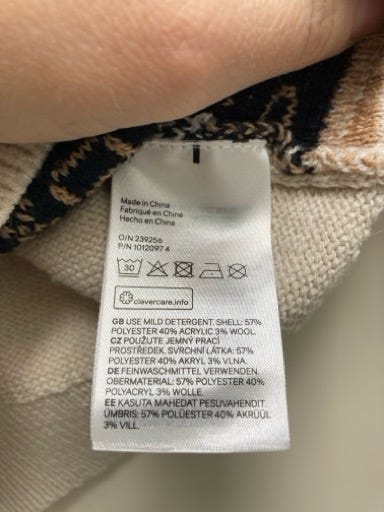 Made in China
Fabriqué en Chine
Hecho en China
O/N 239256
P/N 10120974
30
clevercare.info
GB USE MILD DETERGENT. SHELL: 57%
POLYESTER 40% ACRYLIC 3% WOOL.
CZ POUŽIJTE JEMNÝ PRACÍ
PROSTŘEDEK. SVRCHNÍ LÁTKA: 57%
POLYESTER 40% AKRYL 3% VLNA.
DE FEINWASCHMITTEL VERWENDEN.
OBERMATERIAL: 57% POLYESTER 40%
POLYACRYL 3% WOLLE.
EE KASUTA MAHEDAT PESUVAHENDIT.
ÜMBRIS: 57% POLÜESTER 40% AKRÜÜL
3% VILL.